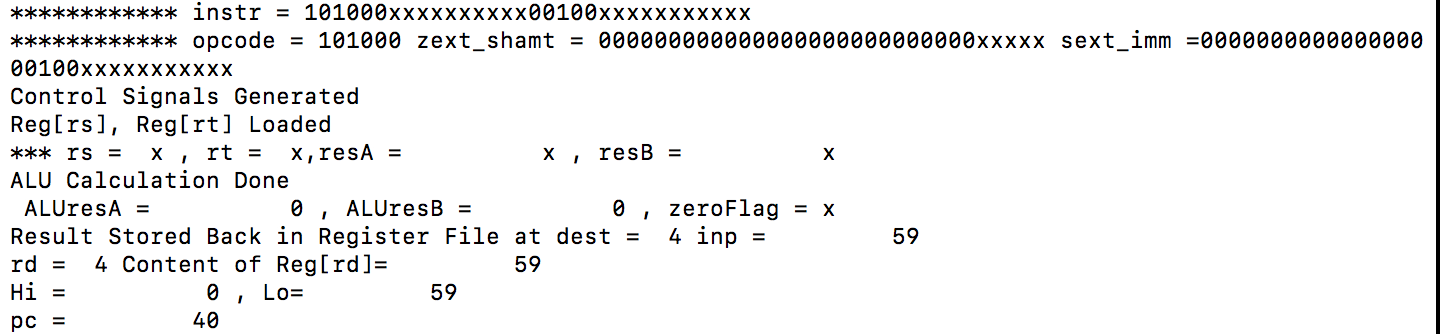 ************ instr = 101000xxxxxxxxxx00100xxxxxxxxxxx
************ opcode = 101000 zext_shamt = 000000000000000000000000000xxxxx sext_imm =0000000000000000
00100xxxxxxxxxxx
Control Signals Generated
Reg[rs], Reg[rt] Loaded
*** rs =  x , rt =  x,resA =          x , resB =          x
ALU Calculation Done
 ALUresA =          0 , ALUresB =          0 , zeroFlag = x
Result Stored Back in Register File at dest =  4 inp =         59
rd =  4 Content of Reg[rd]=         59
Hi =          0 , Lo=         59
pc =         40